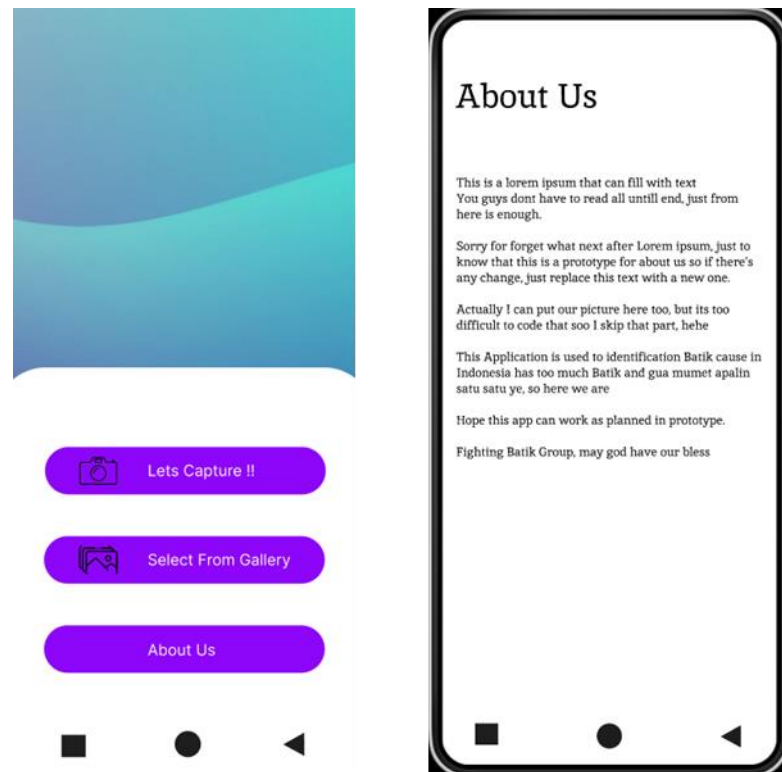 Lets Capture !!
Select From Gallery
About Us
About Us
This is a lorem ipsum that can fill with text
You guys dont have to read all untill end, just from
here is enough.
Sorry for forget what next after Lorem ipsum, just to
know that this is a prototype for about us so if there's
any change, just replace this text with a new one.
Actually I can put our picture here too, but its too
difficult to code that soo I skip that part, hehe
This Application is used to identification Batik cause in
Indonesia has too much Batik and gua mumet apalin
satu satu ye, so here we are
Hope this app can work as planned in prototype.
Fighting Batik Group, may god have our bless